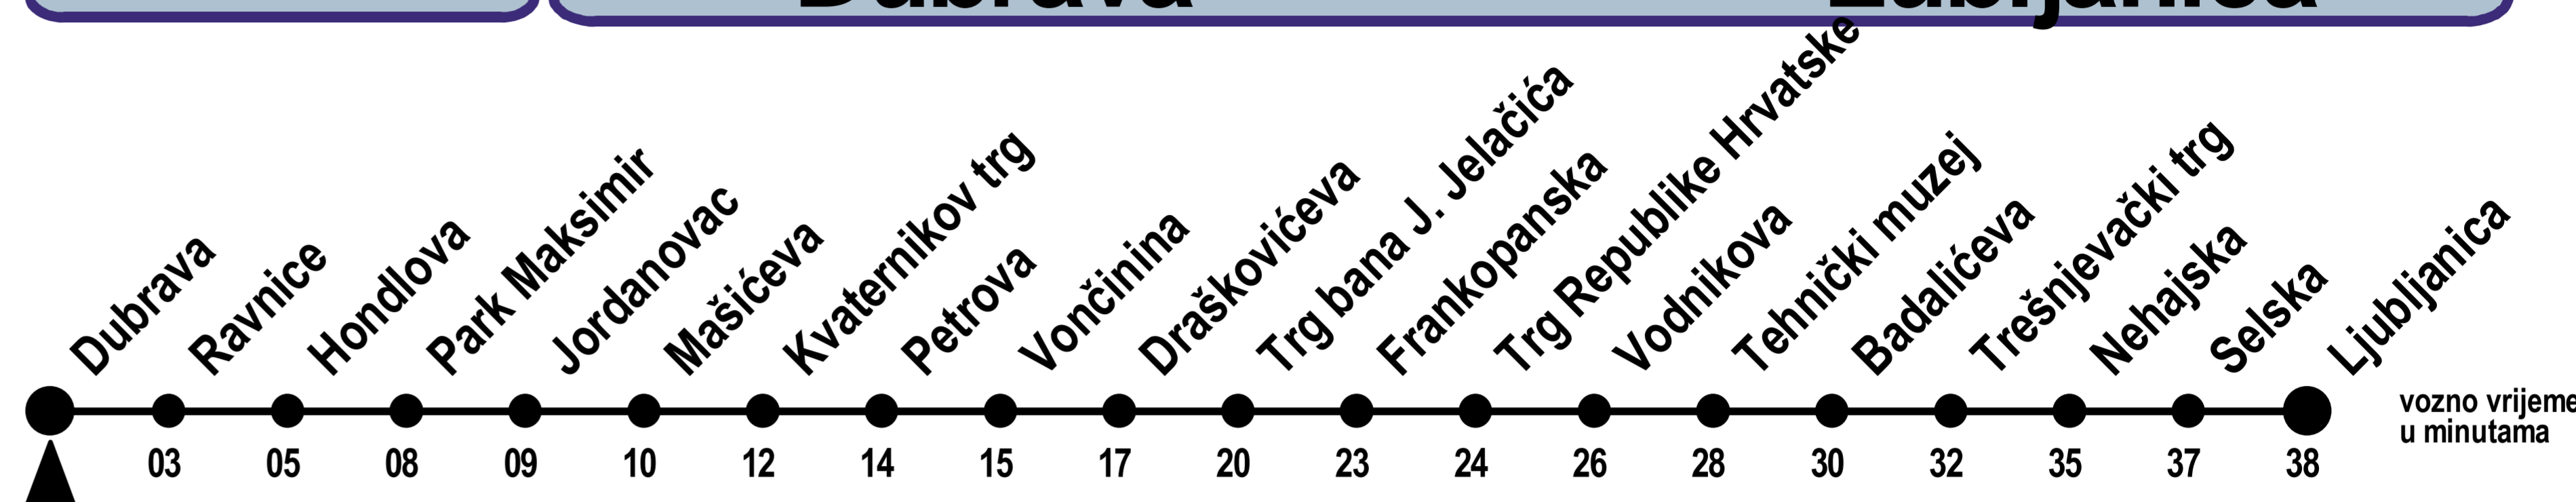 Dubrava
Ljubljanica
Dubrava
Ravnice
Hondlova
Park Maksimir
Jordanovac
Mašićeva
Kvaternikov trg
Petrova
Vončinina
Draškovićeva
Trg bana J. Jelačića
Frankopanska
Trg Republike Hrvatske
Vodnikova
Tehnički muzej
Badalićeva
Trešnjevački trg
Nehajska
Selska
Ljubljanica
03 05 08 09 10 12 14 15 17 20 23 24 26 28 30 32 35 37 38
vozno vrijeme
u minutama